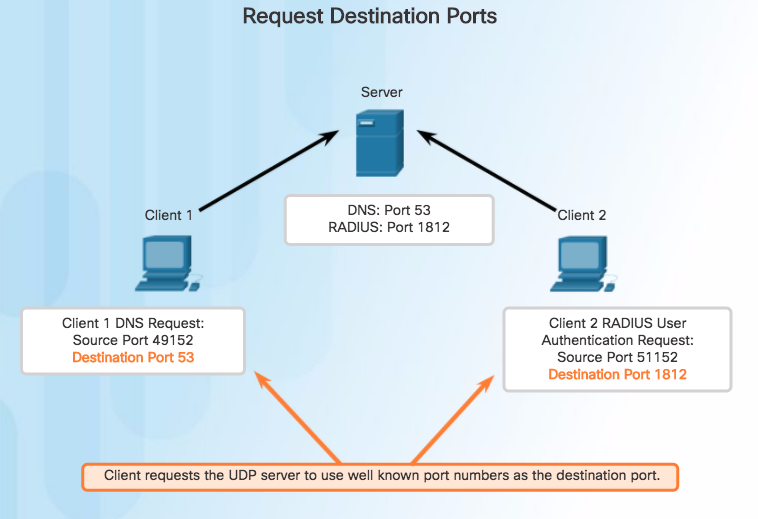 Request Destination Ports
Server
Client 1
DNS: Port 53
RADIUS: Port 1812
Client 2
Client 1 DNS Request:
Source Port 49152
Destination Port 53
Client 2 RADIUS User
Authentication Request:
Source Port 51152
Destination Port 1812
Client requests the UDP server to use well known port numbers as the destination port.